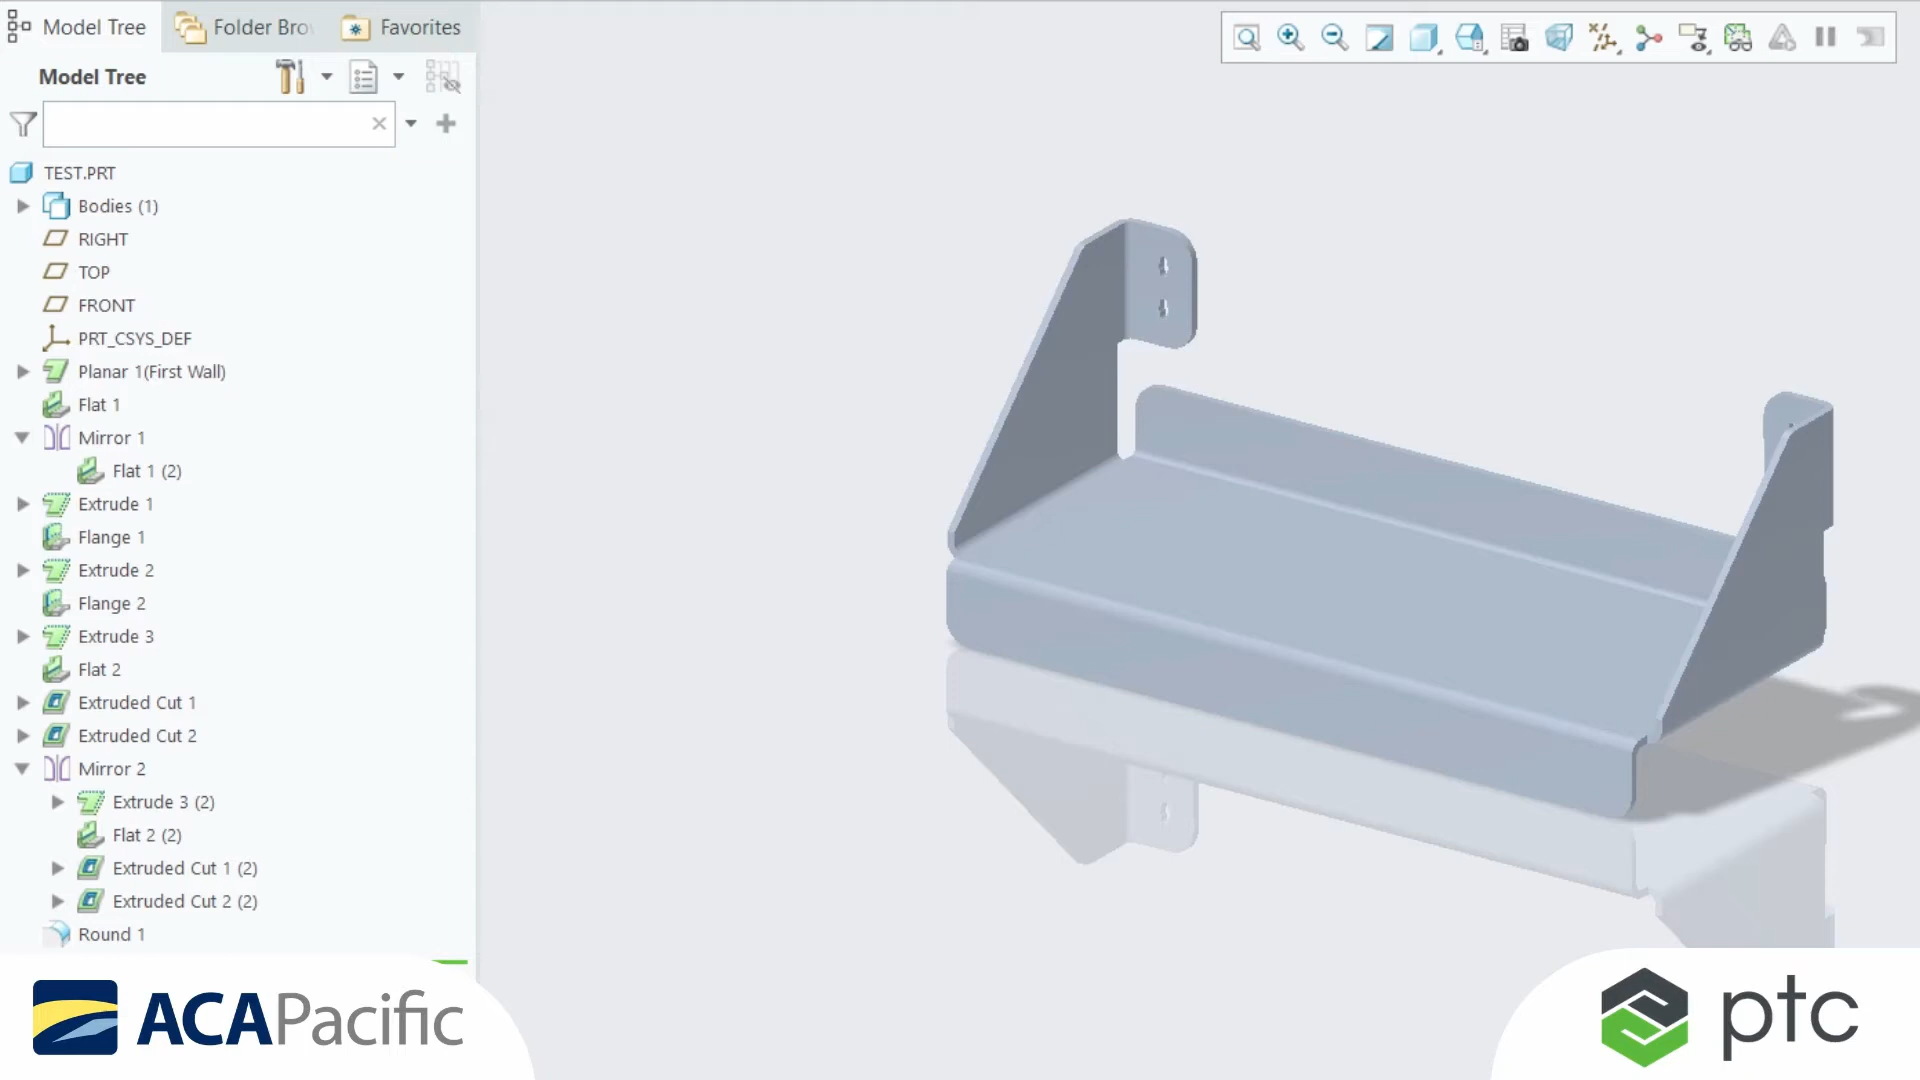 Model Tree
Folder Bro
Favorites
Model Tree
TEST.PRT
Bodies (1)
RIGHT
TOP
FRONT
PRT_CSYS_DEF
Planar 1(First Wall)
Flat 1
Mirror 1
Flat 1 (2)
Extrude 1
Flange 1
Extrude 2
Flange 2
Extrude 3
Flat 2
Extruded Cut 1
Extruded Cut 2
Mirror 2
Extrude 3 (2)
Flat 2 (2)
Extruded Cut 1 (2)
Extruded Cut 2 (2)
Round 1
ACAPacific
ptc